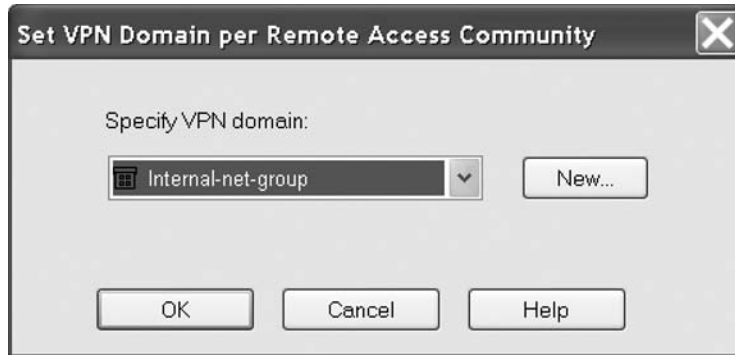 Set VPN Domain per Remote Access Community
Specify VPN domain:
Internal-net-group
New...
OK Cancel Help